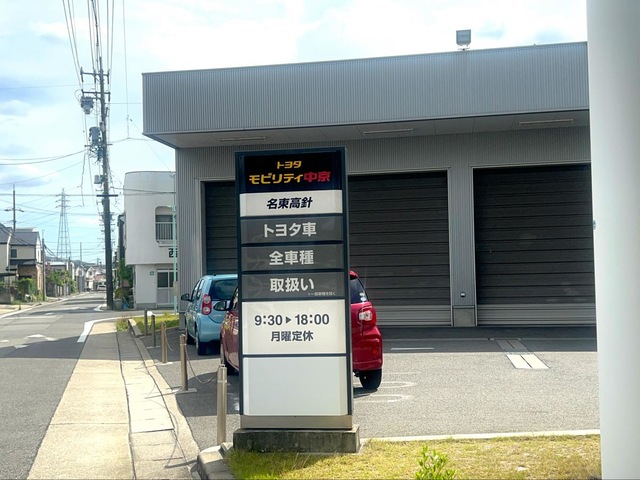 トヨタ
モビリティ中京
名東高針
トヨタ車
全車種
取扱い
9:30▶18:00
月曜定休
西